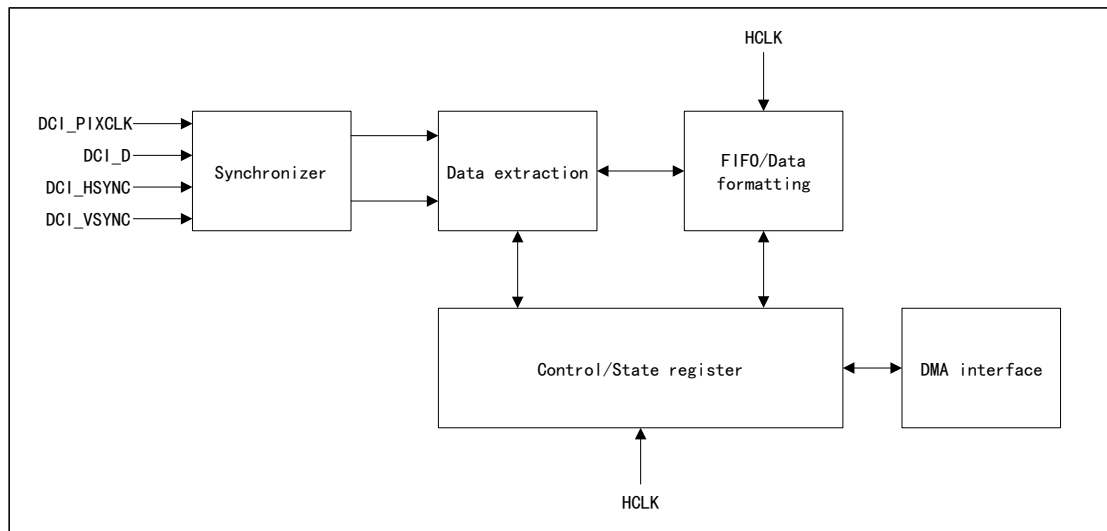 HCLK
DCI_PIXCLK
DCI_D
DCI_HSYNC
DCI_VSYNC
Synchronizer
Data extraction
FIFO/Data
formatting
Control/State register
DMA interface
HCLK